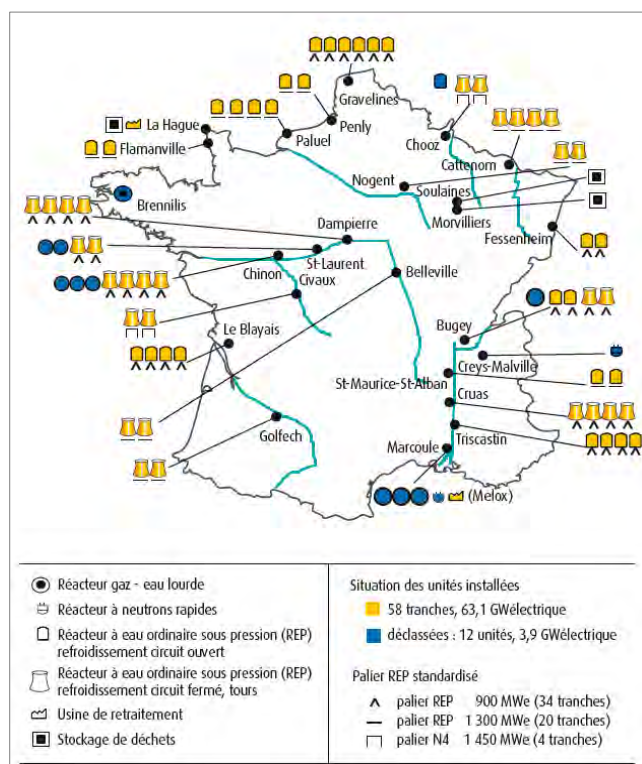 Gravelines
La Hague
Penly
Flamanville
Paluel
Chooz
Cattenom
Nogent
Soulaines
Brennilis
Morvilliers
Fessenheim
Dampierre
St-Laurent
Belleville
Chinon
Civaux
Le Blayais
Bugey
Creys-Malville
St-Maurice-St-Alban
Cruas
Golfech
Triscastin
Marcoule
(Melox)
Réacteur gaz - eau lourde
Réacteur à neutrons rapides
Réacteur à eau ordinaire sous pression (REP)
refroidissement circuit ouvert
Réacteur à eau ordinaire sous pression (REP)
refroidissement circuit fermé, tours
Usine de retraitement
Stockage de déchets
Situation des unités installées
58 tranches, 63,1 GWélectrique
déclassées : 12 unités, 3,9 GWélectrique
Palier REP standardisé
palier REP 900 MWe (34 tranches)
palier REP 1 300 MWe (20 tranches)
palier N4 1 450 MWe (4 tranches)